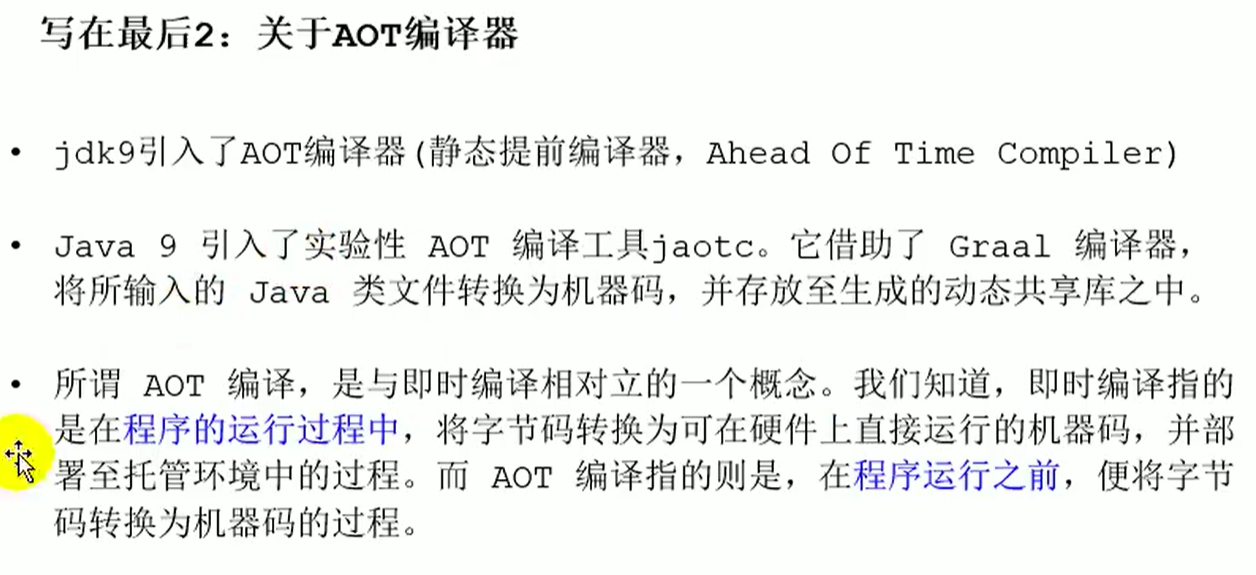 写在最后2：关于AOT编译器
• jdk9引入了AOT编译器(静态提前编译器，Ahead Of Time Compiler)
• Java 9 引入了实验性 AOT 编译工具jaotc。它借助了 Graal 编译器，
将所输入的 Java 类文件转换为机器码，并存放至生成的动态共享库之中。
• 所谓 AOT 编译，是与即时编译相对立的一个概念。我们知道，即时编译指的
是在程序的运行过程中，将字节码转换为可在硬件上直接运行的机器码，并部
署至托管环境中的过程。而 AOT 编译指的则是，在程序运行之前，便将字节
码转换为机器码的过程。